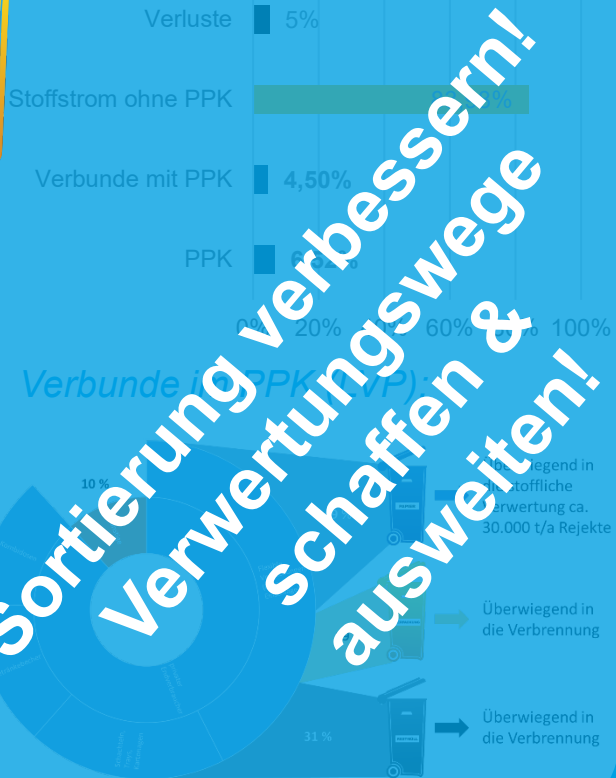 Verluste 5%
Stoffstrom ohne PPK
Verbunde mit PPK 4,50%
PPK
0% 20% 60% 100%
Verbunde in PPK (LVP):
Sortierung verbessern!
Verwertungswege
schaffen &
ausweiten!
10 %
Überwiegend in
die stoffliche
Verwertung ca.
30.000 t/a Rejekte
Überwiegend in
die Verbrennung
31 %
Überwiegend in
die Verbrennung